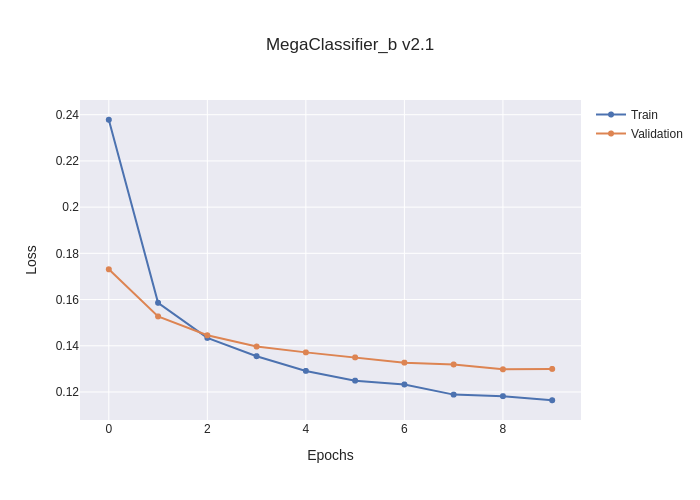 MegaClassifier_b v2.1
0.24
0.22
0.2
0.18
0.16
0.14
0.12
Loss
0 2 4 6 8
Epochs
Train
Validation